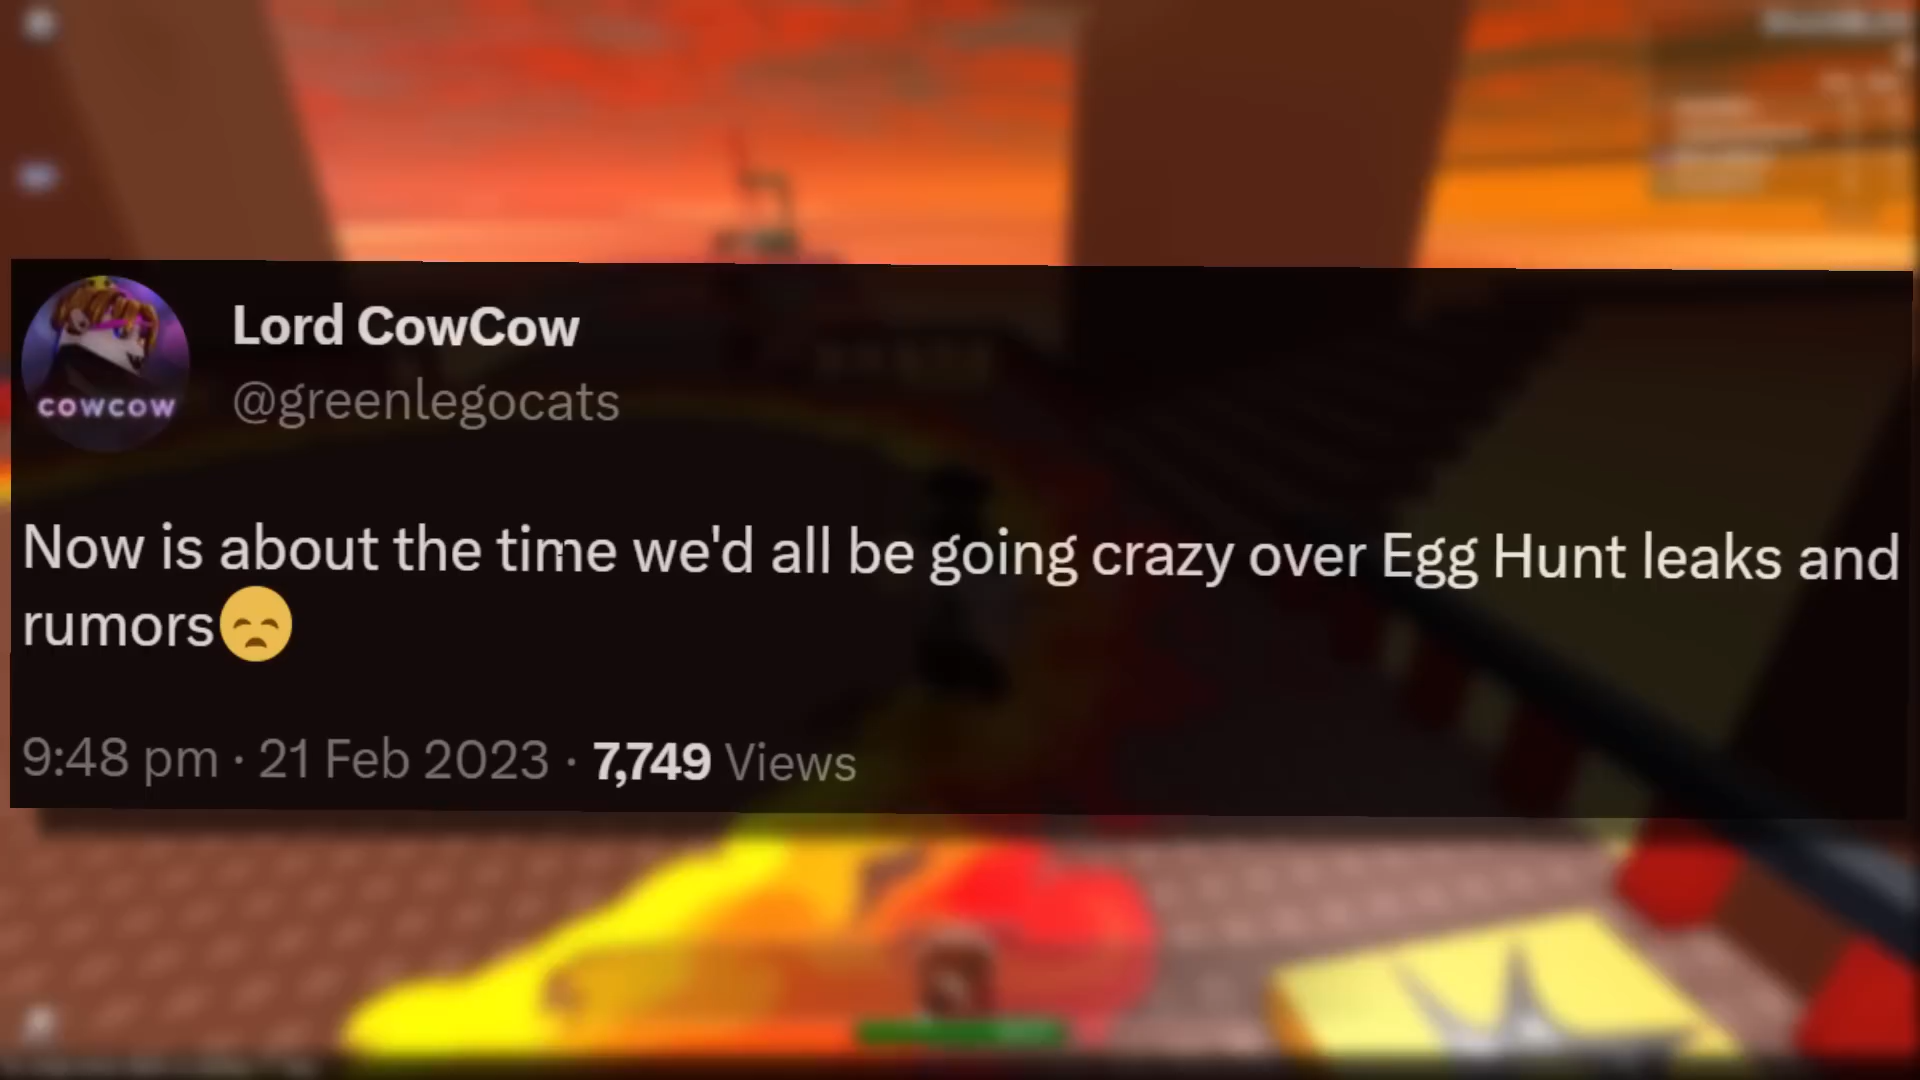 Lord CowCow
@greenlegocats
COWCOW
Now is about the time we'd all be going crazy over Egg Hunt leaks and
rumors😞
9:48 pm · 21 Feb 2023 · 7,749 Views